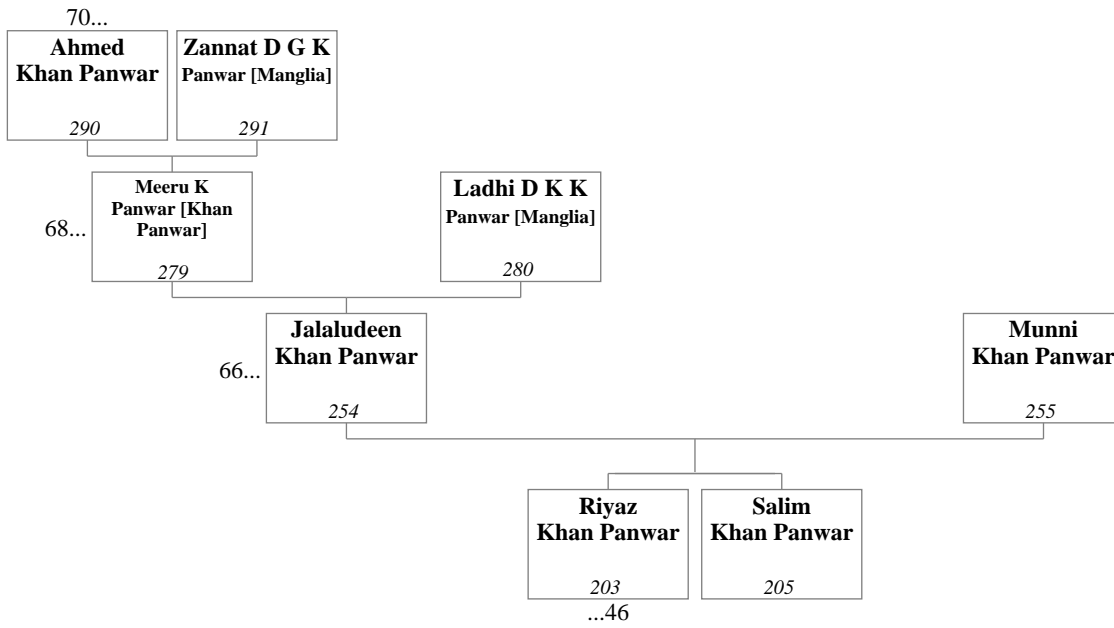 70...
Ahmed
Khan Panwar
290
Zannat D G K
Panwar [Manglia]
291
68...
Meeru K
Panwar [Khan
Panwar]
279
Ladhi D K K
Panwar [Manglia]
280
66...
Jalaludeen
Khan Panwar
254
Munni
Khan Panwar
255
Riyaz
Khan Panwar
203
Salim
Khan Panwar
205
...46